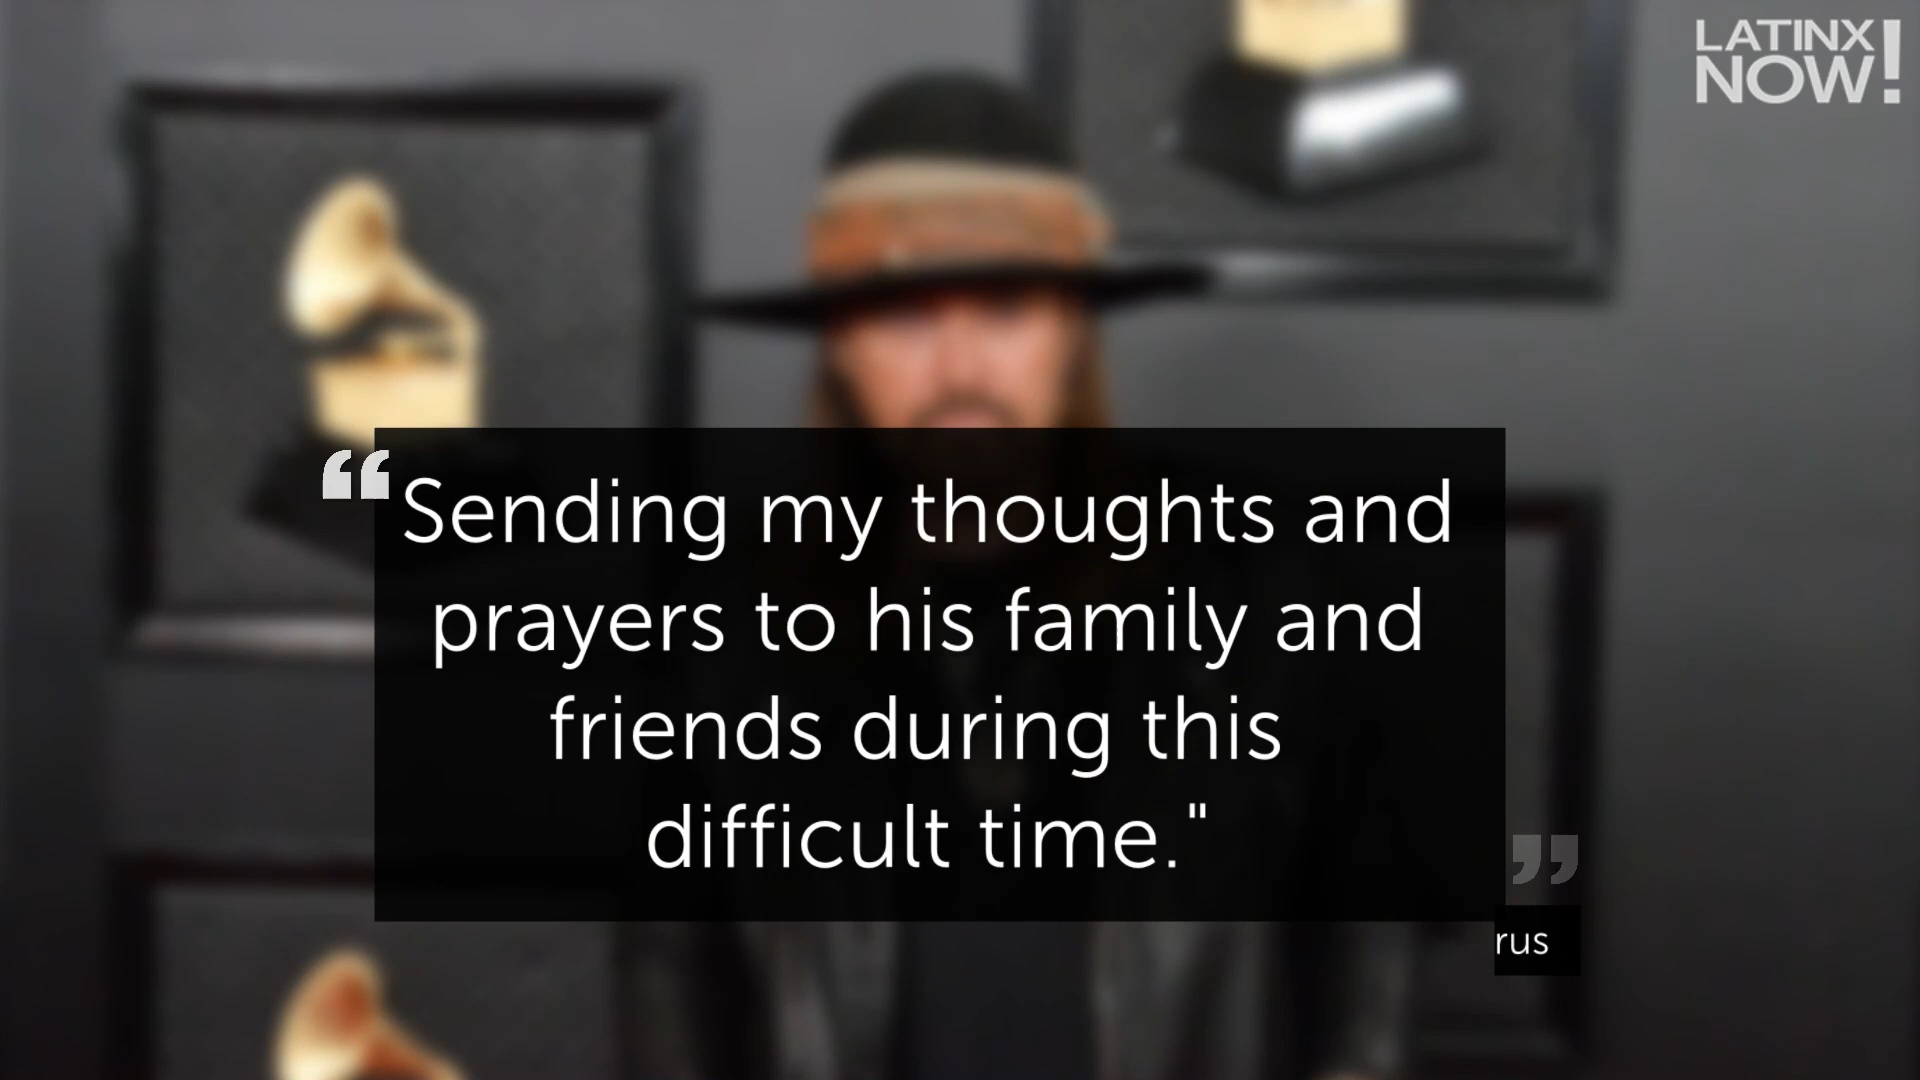 LATINX
NOW!
“Sending my thoughts and
prayers to his family and
friends during this
difficult time."
”
rus